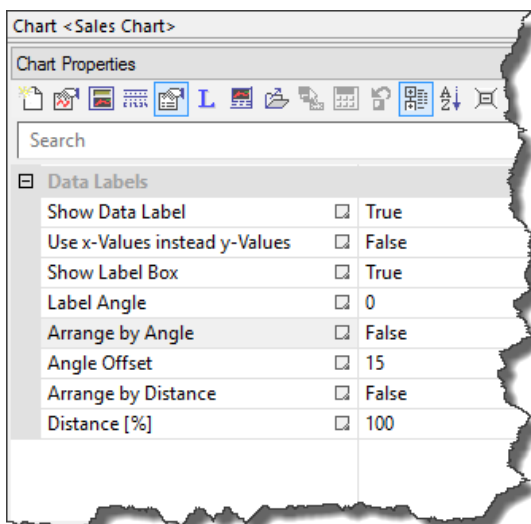 Chart <Sales Chart>
Chart Properties
L
Search
Data Labels
Show Data Label True
Use x-Values instead y-Values False
Show Label Box True
Label Angle 0
Arrange by Angle False
Angle Offset 15
Arrange by Distance False
Distance [%] 100